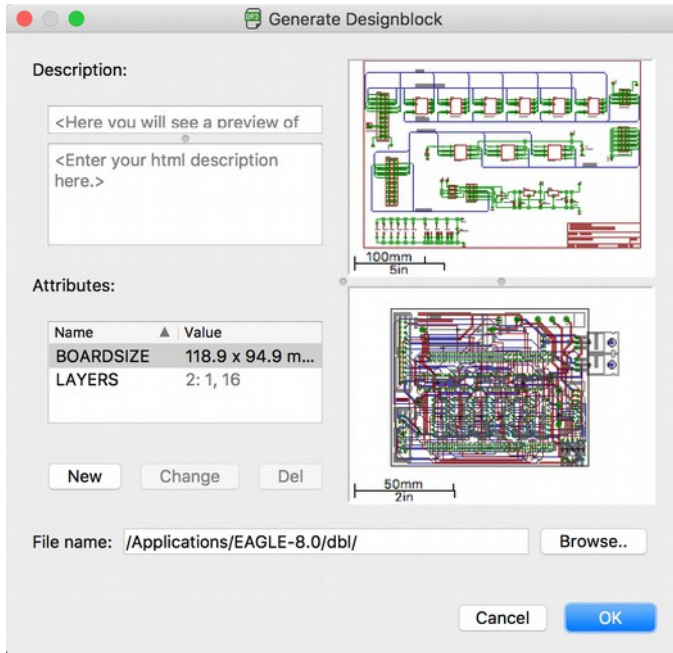 Generate Designblock
Description:
<Here you will see a preview of
<Enter your html description
here.>
100mm
5in
Attributes:
Name Value
BOARDSIZE 118.9 x 94.9 m...
LAYERS 2: 1, 16
New Change Del
50mm
2in
File name: /Applications/EAGLE-8.0/dbl/ Browse..
Cancel OK